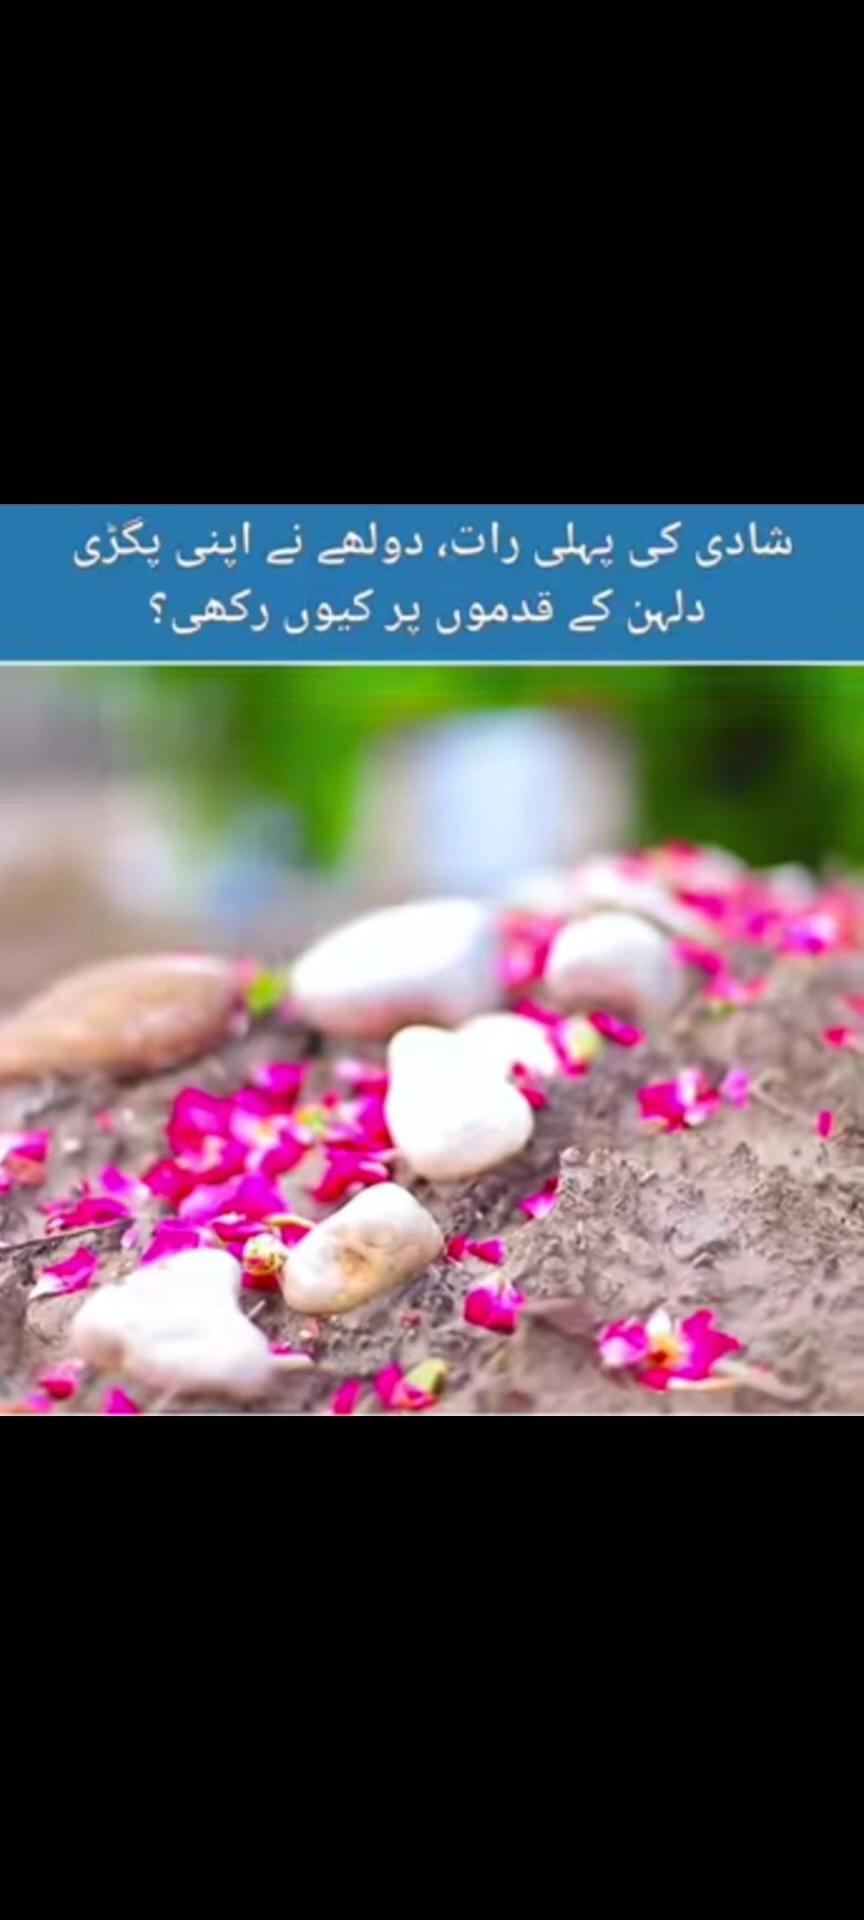 شادی کی پہلی رات، دولھے نے اپنی پگڑی
دلہن کے قدموں پر کیوں رکھی؟